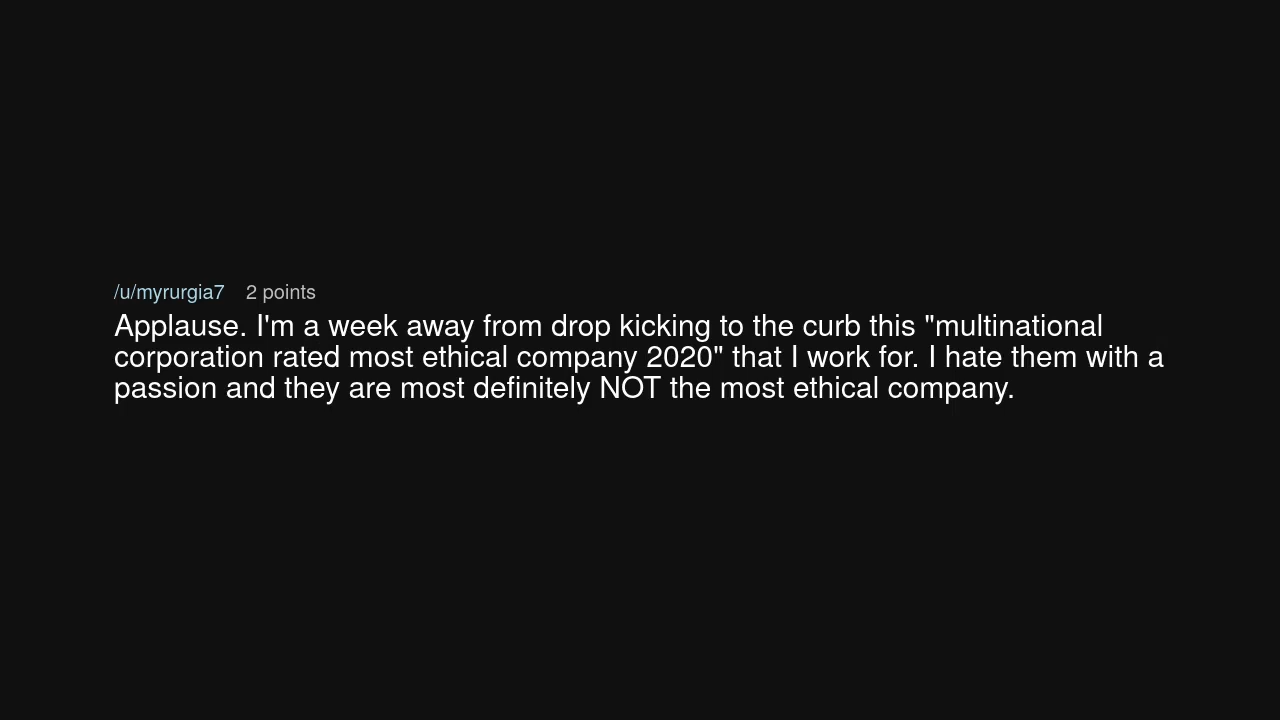 /u/myrurgia7 2 points
Applause. I'm a week away from drop kicking to the curb this "multinational
corporation rated most ethical company 2020" that I work for. I hate them with a
passion and they are most definitely NOT the most ethical company.